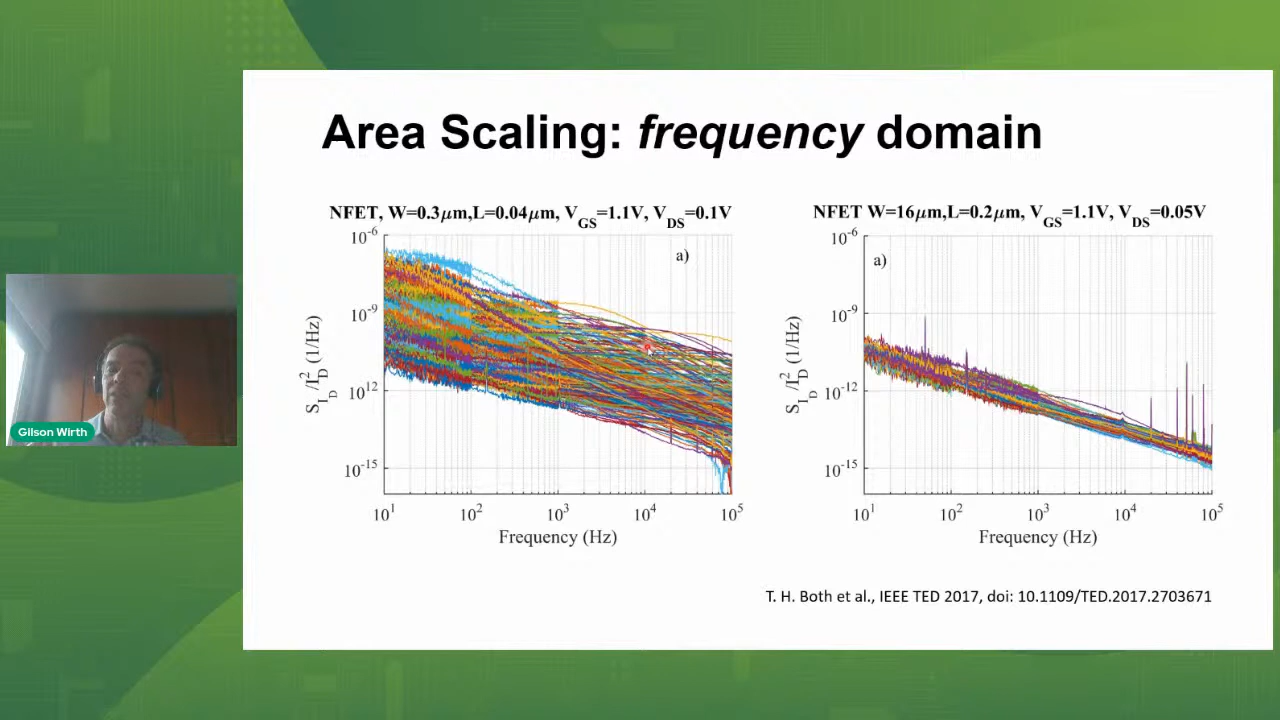 Area Scaling: frequency domain
NFET, W=0.3μm,L=0.04μm, V_GS=1.1V, V_DS=0.1V
a)
S_I_D/I_D^2 (1/Hz)
10^-6
10^-9
10^12
10^-15
10^1 10^2 10^3 10^4 10^5
Frequency (Hz)
NFET W=16μm,L=0.2μm, V_GS=1.1V, V_DS=0.05V
a)
S_I_D/I_D^2 (1/Hz)
10^-6
10^-9
10^-12
10^-15
10^1 10^2 10^3 10^4 10^5
Frequency (Hz)
T. H. Both et al., IEEE TED 2017, doi: 10.1109/TED.2017.2703671
Gilson Wirth